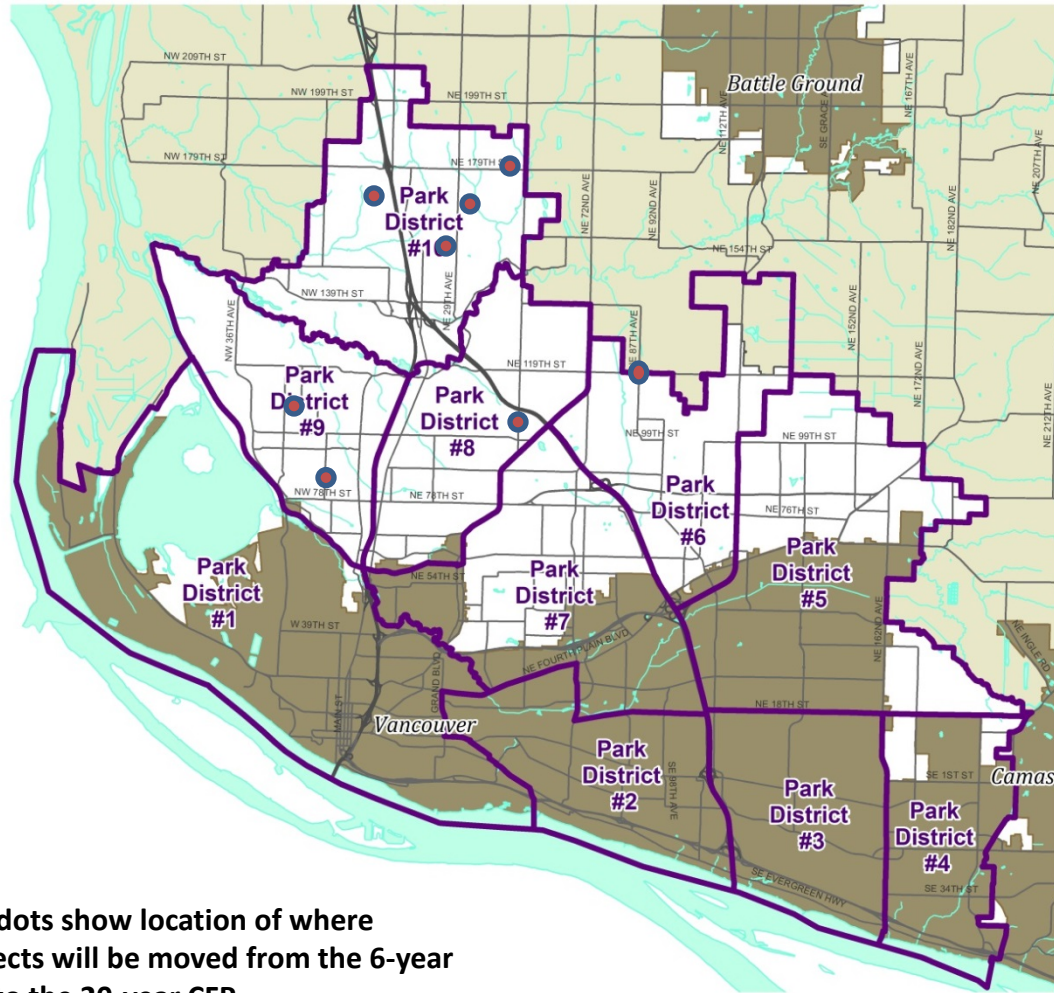 NW 209TH ST
Battle Ground
NW 199TH ST
NE 199TH ST
NE 112TH AVE
SE GRACE
NE 167TH AVE
NW 179TH ST
NE 179TH S
NE 207TH AVE
NE 72ND AVE
NE 92ND AVE
NE 182ND AVE
Park
District
NE 154TH ST
NE 29TH AVE
NW 139TH ST
NW 36TH AVE
NE 152ND AVE
NE 87TH AVE
NE 119TH ST
NE 172ND AVE
NE 212TH AVE
Park
District
#9
Park
District
#8
NE 99TH ST
NE 99TH ST
NW 78TH ST
NE 78TH ST
Park
District
#6
NE 76TH ST
Park
District
#1
Park
District
#7
Park
District
#5
NE 54TH ST
W 39TH ST
NE FOURTH PLAIN BLVD
NE 162ND AVE
NE INGLE RD
GRAND BLVD
MAIN ST
Vancouver
NE 18TH ST
Park
District
#2
SE 98TH AVE
Park
District
#3
SE 1ST ST
Camas
Park
District
#4
SE EVERGREEN HWY
SE 34TH ST
dots show location of where
ects will be moved from the 6-year